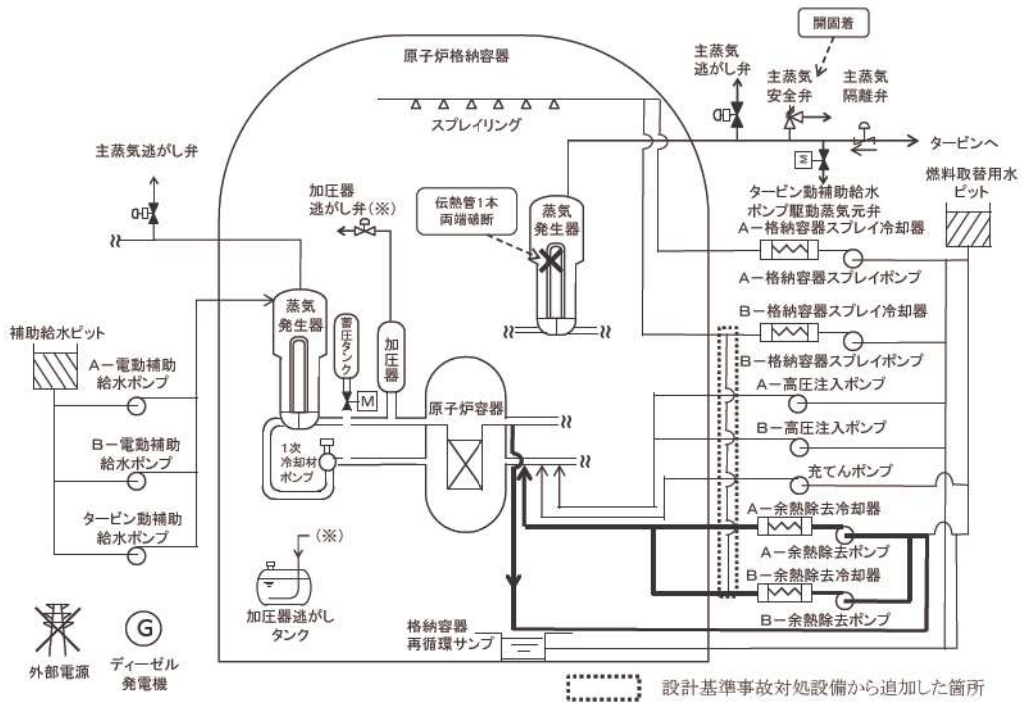 開固着
原子炉格納容器
主蒸気
逃がし弁
主蒸気
安全弁
主蒸気
隔離弁
スプレイリング
タービンへ
主蒸気逃がし弁
燃料取替用水
ピット
加圧器
逃がし弁(※)
伝熱管1本
両端破断
蒸気
発生器
M
タービン動補助給水
ポンプ駆動蒸気元弁
A-格納容器スプレイ冷却器
A-格納容器スプレイポンプ
蒸気
発生器
蓄圧タンク
加圧器
補助給水ピット
B-格納容器スプレイ冷却器
B-格納容器スプレイポンプ
A-電動補助
給水ポンプ
M
原子炉容器
A-高圧注入ポンプ
B-高圧注入ポンプ
B-電動補助
給水ポンプ
1次
冷却材
ポンプ
充てんポンプ
A-余熱除去冷却器
A-余熱除去ポンプ
タービン動補助
給水ポンプ
(※)
B-余熱除去冷却器
B-余熱除去ポンプ
加圧器逃がし
タンク
格納容器
再循環サンプ
G
外部電源
ディーゼル
発電機
設計基準事故対処設備から追加した箇所